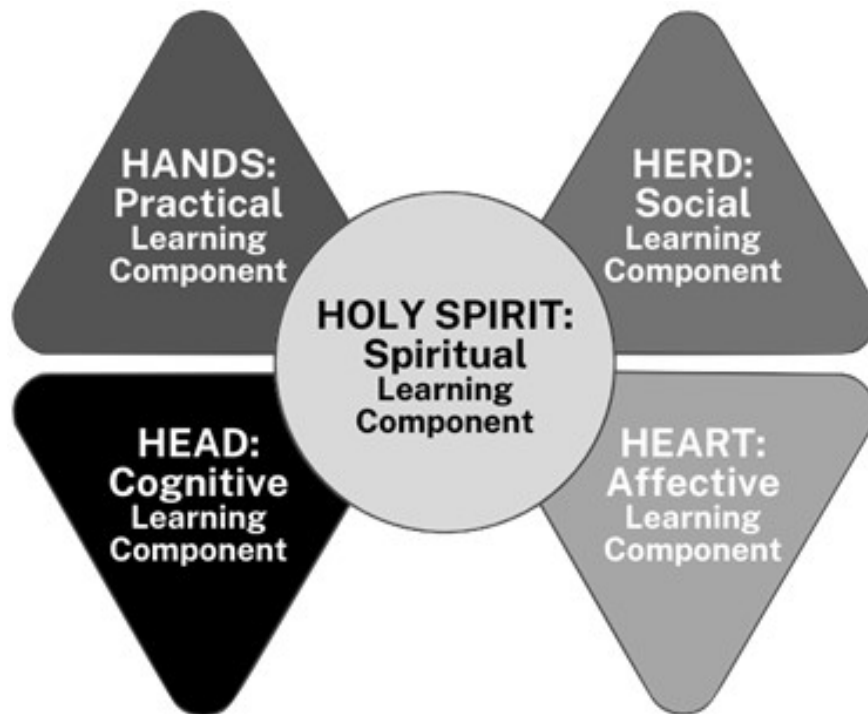 HANDS:
Practical
Learning
Component
HERD:
Social
Learning
Component
HOLY SPIRIT:
Spiritual
Learning
Component
HEAD:
Cognitive
Learning
Component
HEART:
Affective
Learning
Component